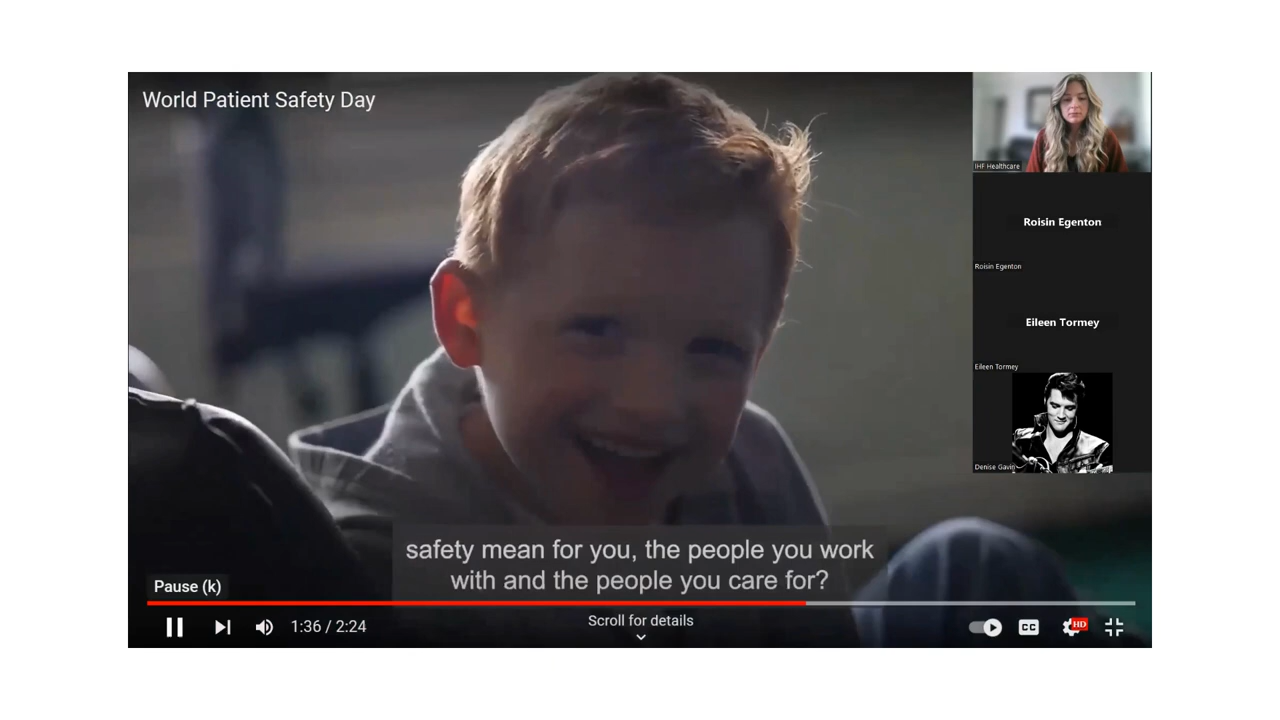 World Patient Safety Day
IHF Healthcare
Roisin Egenton
Roisin Egenton
Eileen Tormey
Eileen Tormey
Denise Gavin
safety mean for you, the people you work
with and the people you care for?
Pause (k)
1:36 / 2:24
Scroll for details
CC
HD